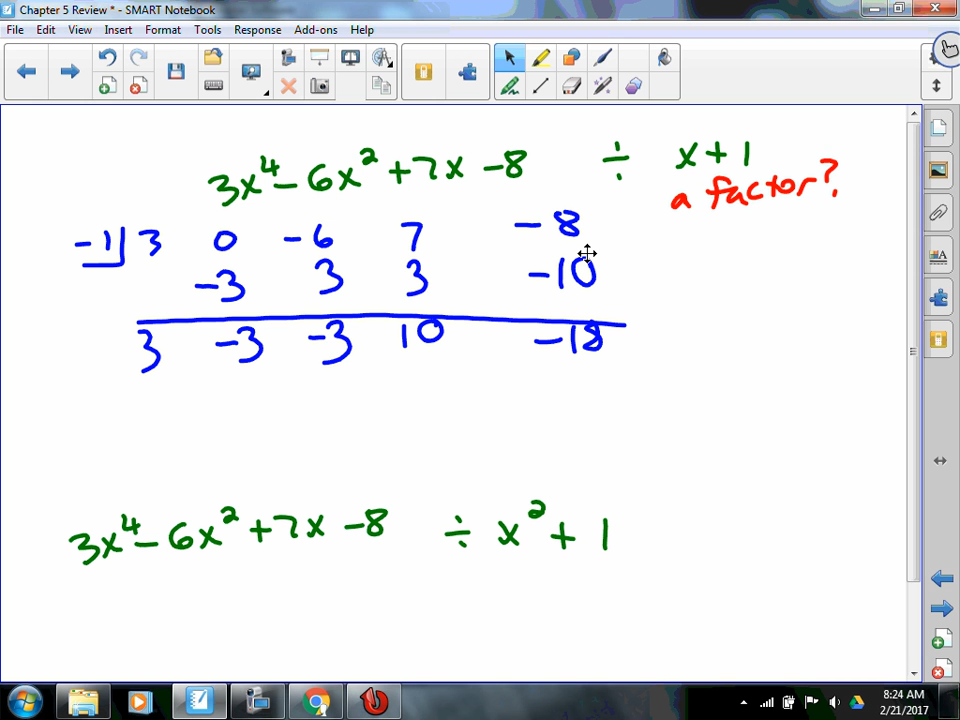 Chapter 5 Review * - SMART Notebook
File Edit View Insert Format Tools Response Add-ons Help
3x⁴ - 6x² + 7x - 8 ÷ x + 1
a factor?
-1| 3 0 -6 7 -8
-3 3 3 -10
3 -3 -3 10 -18
3x⁴ - 6x² + 7x - 8 ÷ x² + 1
8:24 AM
2/21/2017